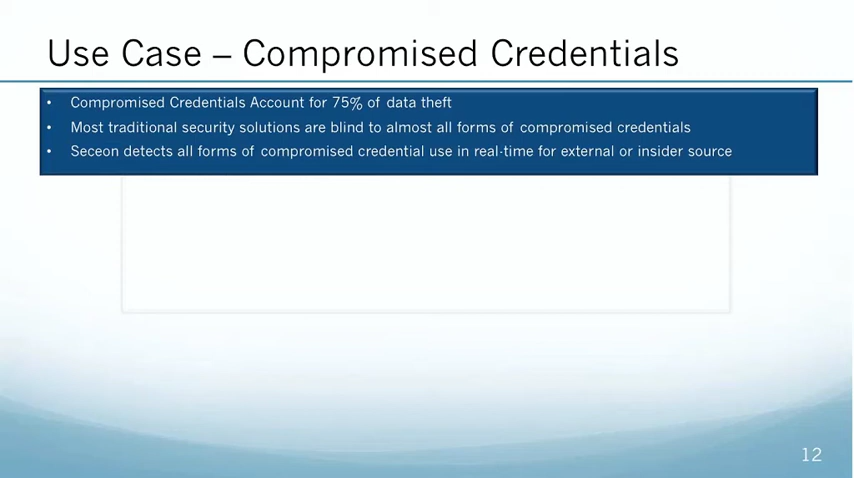 Use Case – Compromised Credentials
• Compromised Credentials Account for 75% of data theft
• Most traditional security solutions are blind to almost all forms of compromised credentials
• Seceon detects all forms of compromised credential use in real-time for external or insider source
12